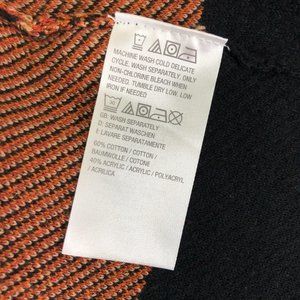 MACHINE WASH COLD DELICATE
CYCLE. WASH SEPARATELY. ONLY
NON-CHLORINE BLEACH WHEN
NEEDED. TUMBLE DRY LOW. LOW
IRON IF NEEDED
GB: WASH SEPARATELY
D: SEPARAT WASCHEN
I: LAVARE SEPARATAMENTE
60% COTTON / COTTON /
BAUMWOLLE / COTONE
40% ACRYLIC / POLYACRYL
/ ACRILICA